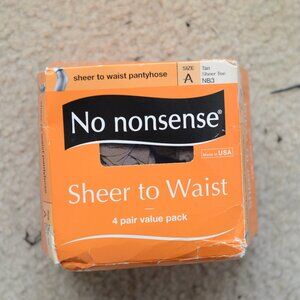 sheer to waist pantyhose
SIZE
A
Tan
Sheer Toe
NB3
No nonsense®
Made in USA
Sheer to Waist
4 pair value pack